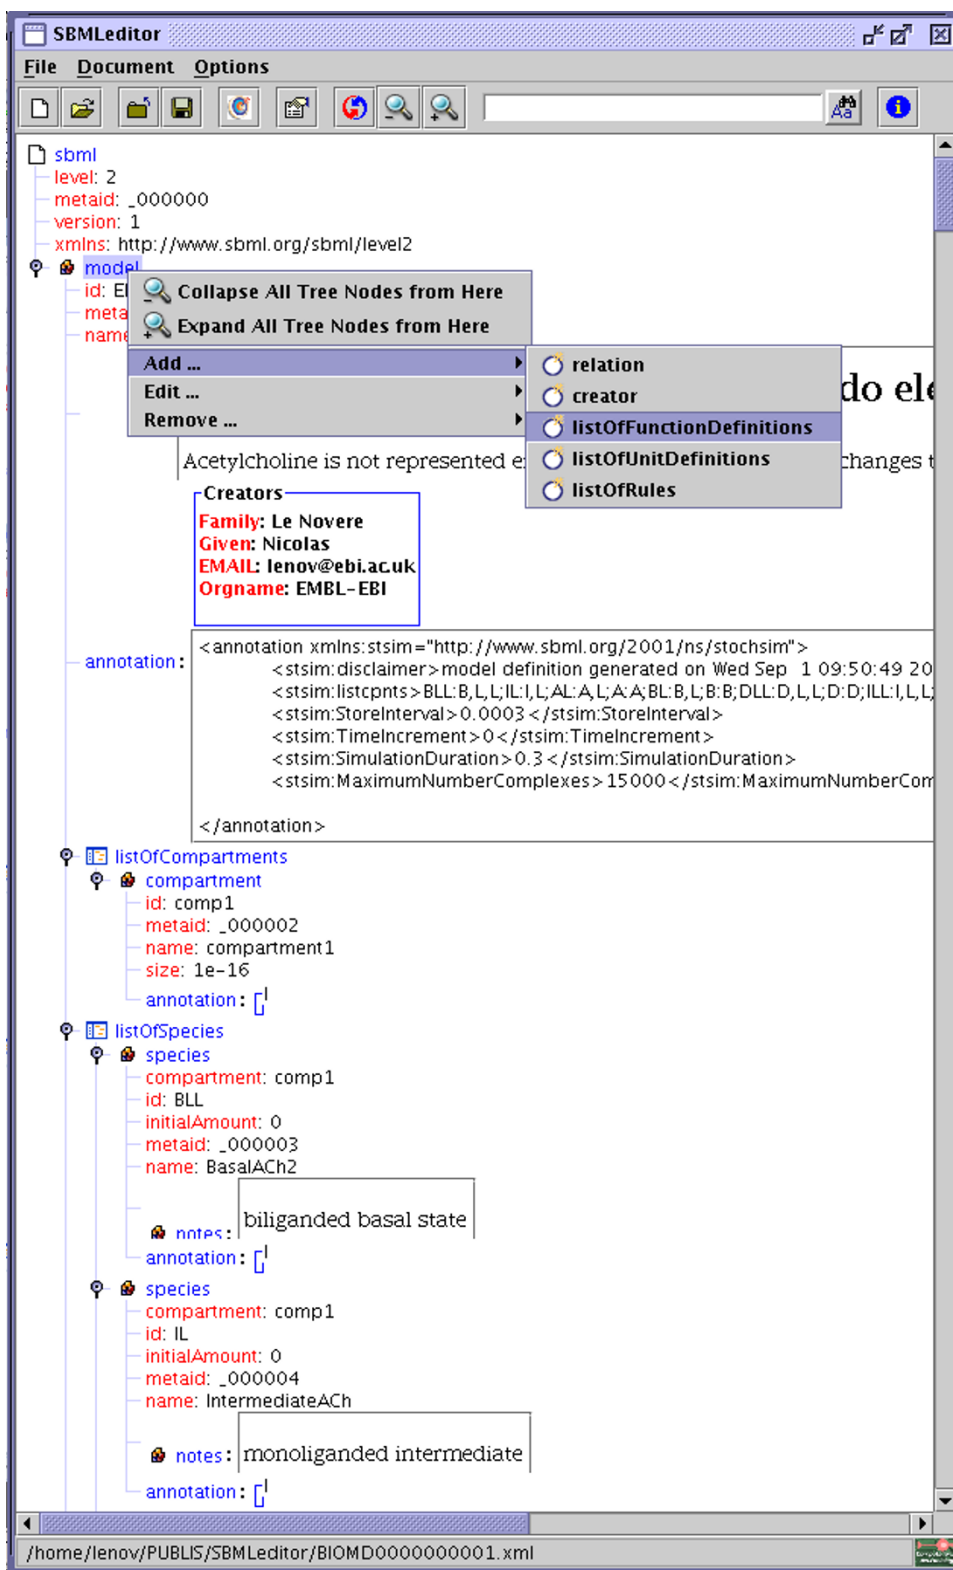 SBMLeditor
File Document Options
Aa
sbml
level: 2
metaid: _000000
version: 1
xmlns: http://www.sbml.org/sbml/level2
model
id:
Collapse All Tree Nodes from Here
Expand All Tree Nodes from Here
Add ...
Edit ...
Remove ...
relation
creator
listOfFunctionDefinitions
listOfUnitDefinitions
listOfRules
do
Acetylcholine is not represented
Creators
Family: Le Novere
Given: Nicolas
EMAIL: lenov@ebi.ac.uk
Orgname: EMBL-EBI
annotation:
<annotation xmlns:stsim="http://www.sbml.org/2001/ns/stochsim">
<stsim:disclaimer>model definition generated on Wed Sep 1 09:50:49 20
<stsim:listcpnts>BLL:B,L,L;IL:I,L;AL:A,L;A:A;BL:B,L;B:B;DLL:D,L,L;D:D;ILL:I,L,L;
<stsim:StoreInterval>0.0003</stsim:StoreInterval>
<stsim:TimeIncrement>0</stsim:TimeIncrement>
<stsim:SimulationDuration>0.3</stsim:SimulationDuration>
<stsim:MaximumNumberComplexes>15000</stsim:MaximumNumberCom
</annotation>
listOfCompartments
compartment
id: comp1
metaid: _000002
name: compartment1
size: 1e-16
annotation:
listOfSpecies
species
compartment: comp1
id: BLL
initialAmount: 0
metaid: _000003
name: BasalACh2
notes: biliganded basal state
annotation:
species
compartment: comp1
id: IL
initialAmount: 0
metaid: _000004
name: IntermediateACh
notes: monoliganded intermediate
annotation:
/home/lenov/PUBLIS/SBMLeditor/BIOMD0000000001.xml